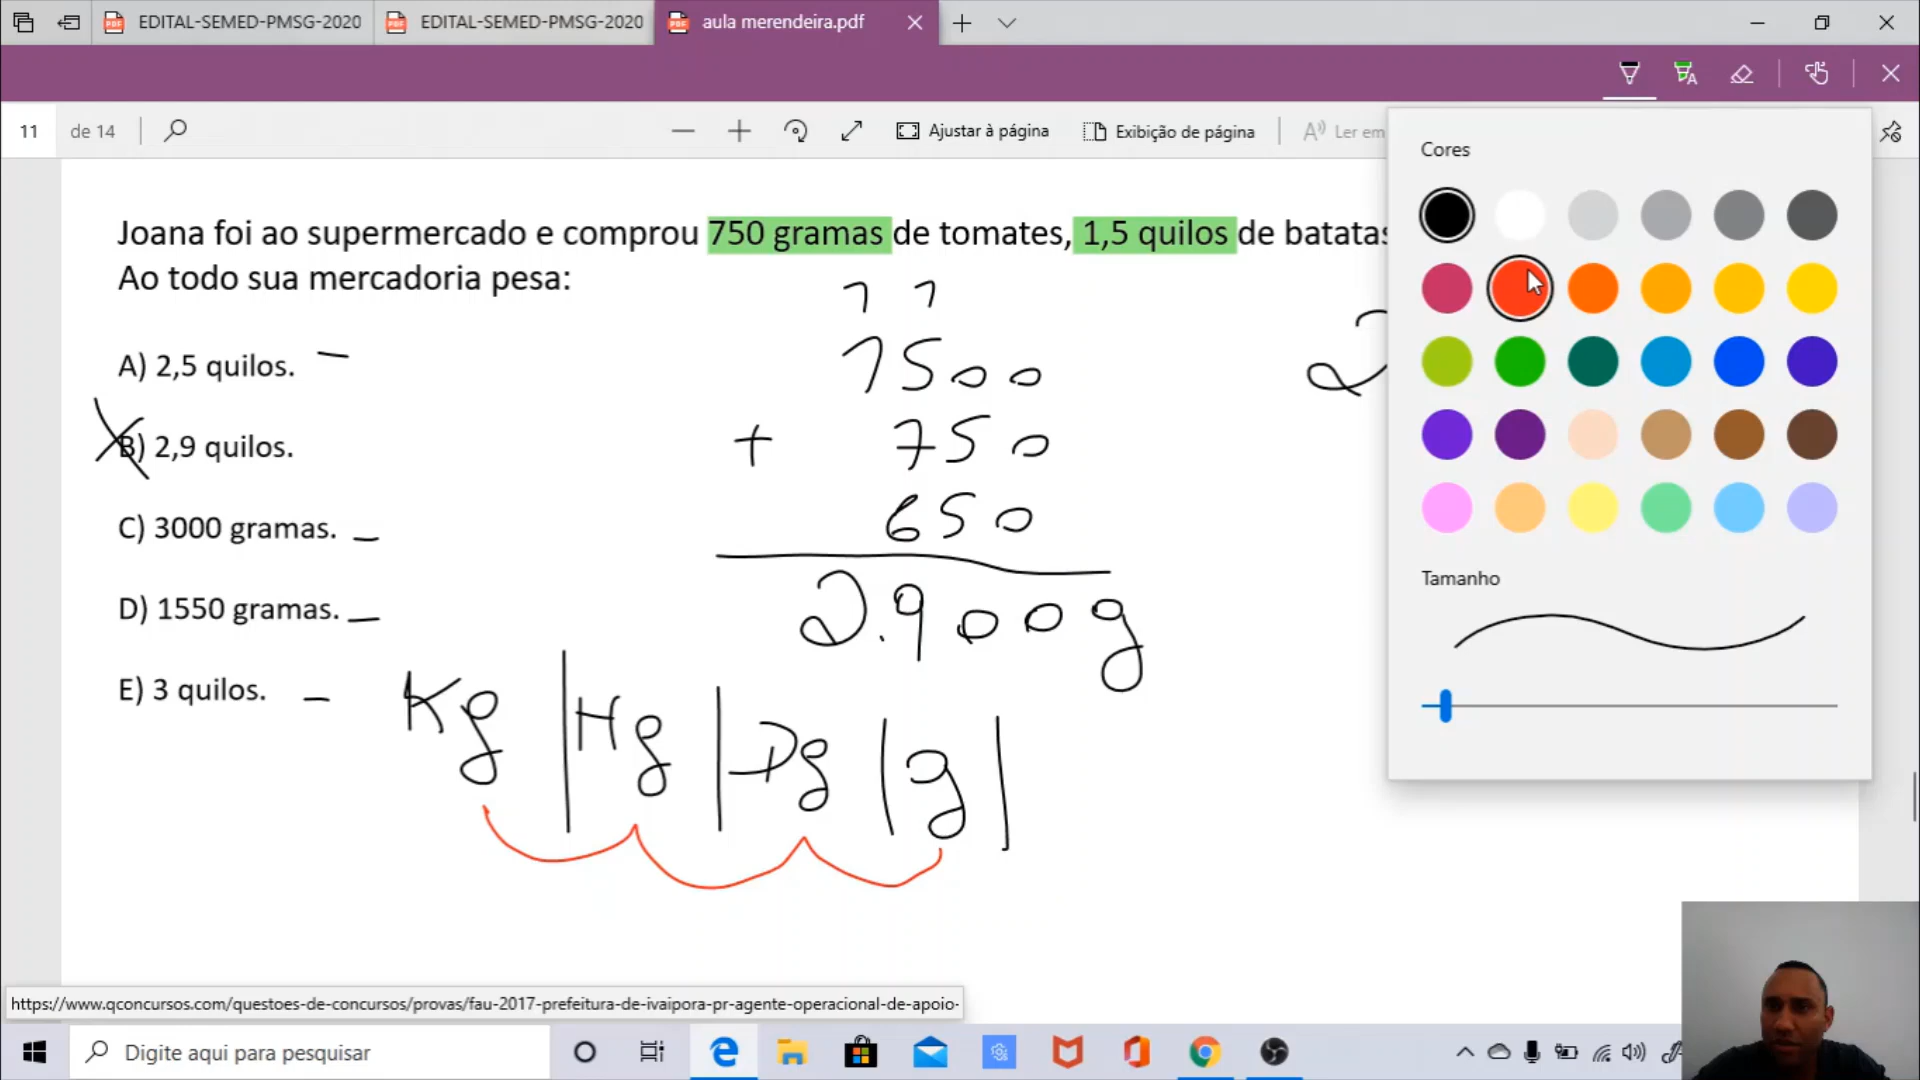 EDITAL-SEMED-PMSG-2020
EDITAL-SEMED-PMSG-2020
aula merendeira.pdf
11 de 14
Ajustar à página
Exibição de página
Ler em
Cores
Joana foi ao supermercado e comprou 750 gramas de tomates, 1,5 quilos de batatas
Ao todo sua mercadoria pesa:
1 1
A) 2,5 quilos. –
1500
B) 2,9 quilos.
+ 750
C) 3000 gramas. –
650
D) 1550 gramas. –
2.900g
E) 3 quilos. –
Kg | Hg | Dg | g |
2
Tamanho
https://www.qconcursos.com/questoes-de-concursos/provas/fau-2017-prefeitura-de-ivaipora-pr-agente-operacional-de-apoio-
Digite aqui para pesquisar